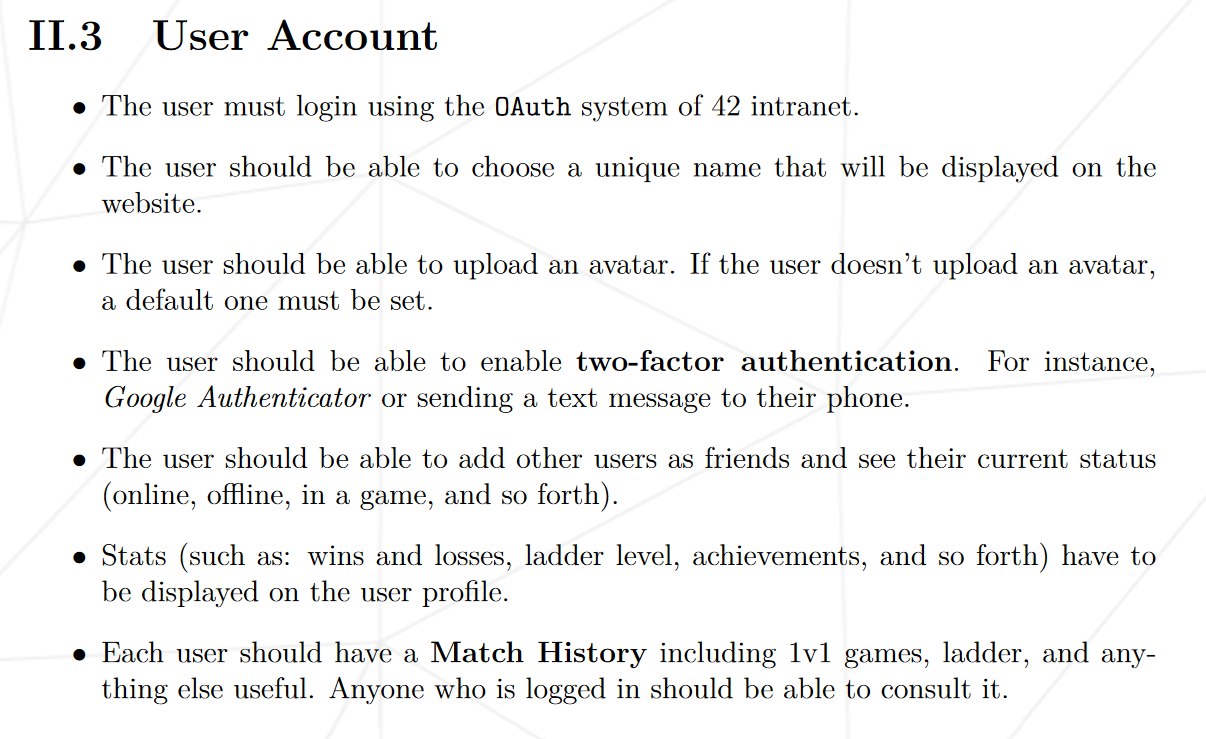 II.3 User Account
• The user must login using the OAuth system of 42 intranet.
• The user should be able to choose a unique name that will be displayed on the
website.
• The user should be able to upload an avatar. If the user doesn't upload an avatar,
a default one must be set.
• The user should be able to enable two-factor authentication. For instance,
Google Authenticator or sending a text message to their phone.
• The user should be able to add other users as friends and see their current status
(online, offline, in a game, and so forth).
• Stats (such as: wins and losses, ladder level, achievements, and so forth) have to
be displayed on the user profile.
• Each user should have a Match History including 1v1 games, ladder, and any-
thing else useful. Anyone who is logged in should be able to consult it.